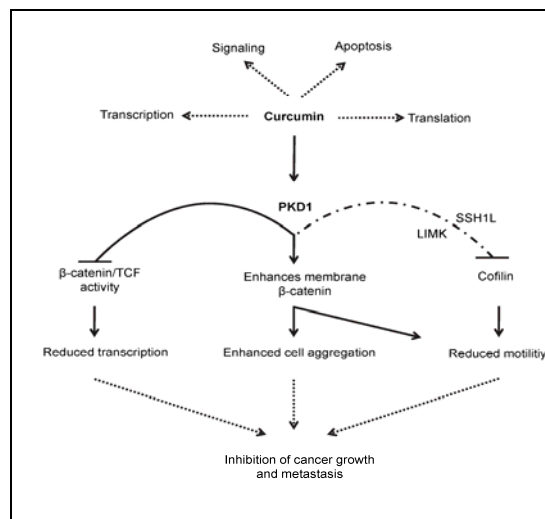 Signaling
Apoptosis
Transcription
Curcumin
Translation
PKD1
SSH1L
LIMK
β-catenin/TCF
activity
Enhances membrane
β-catenin
Cofilin
Reduced transcription
Enhanced cell aggregation
Reduced motilitiy
Inhibition of cancer growth
and metastasis